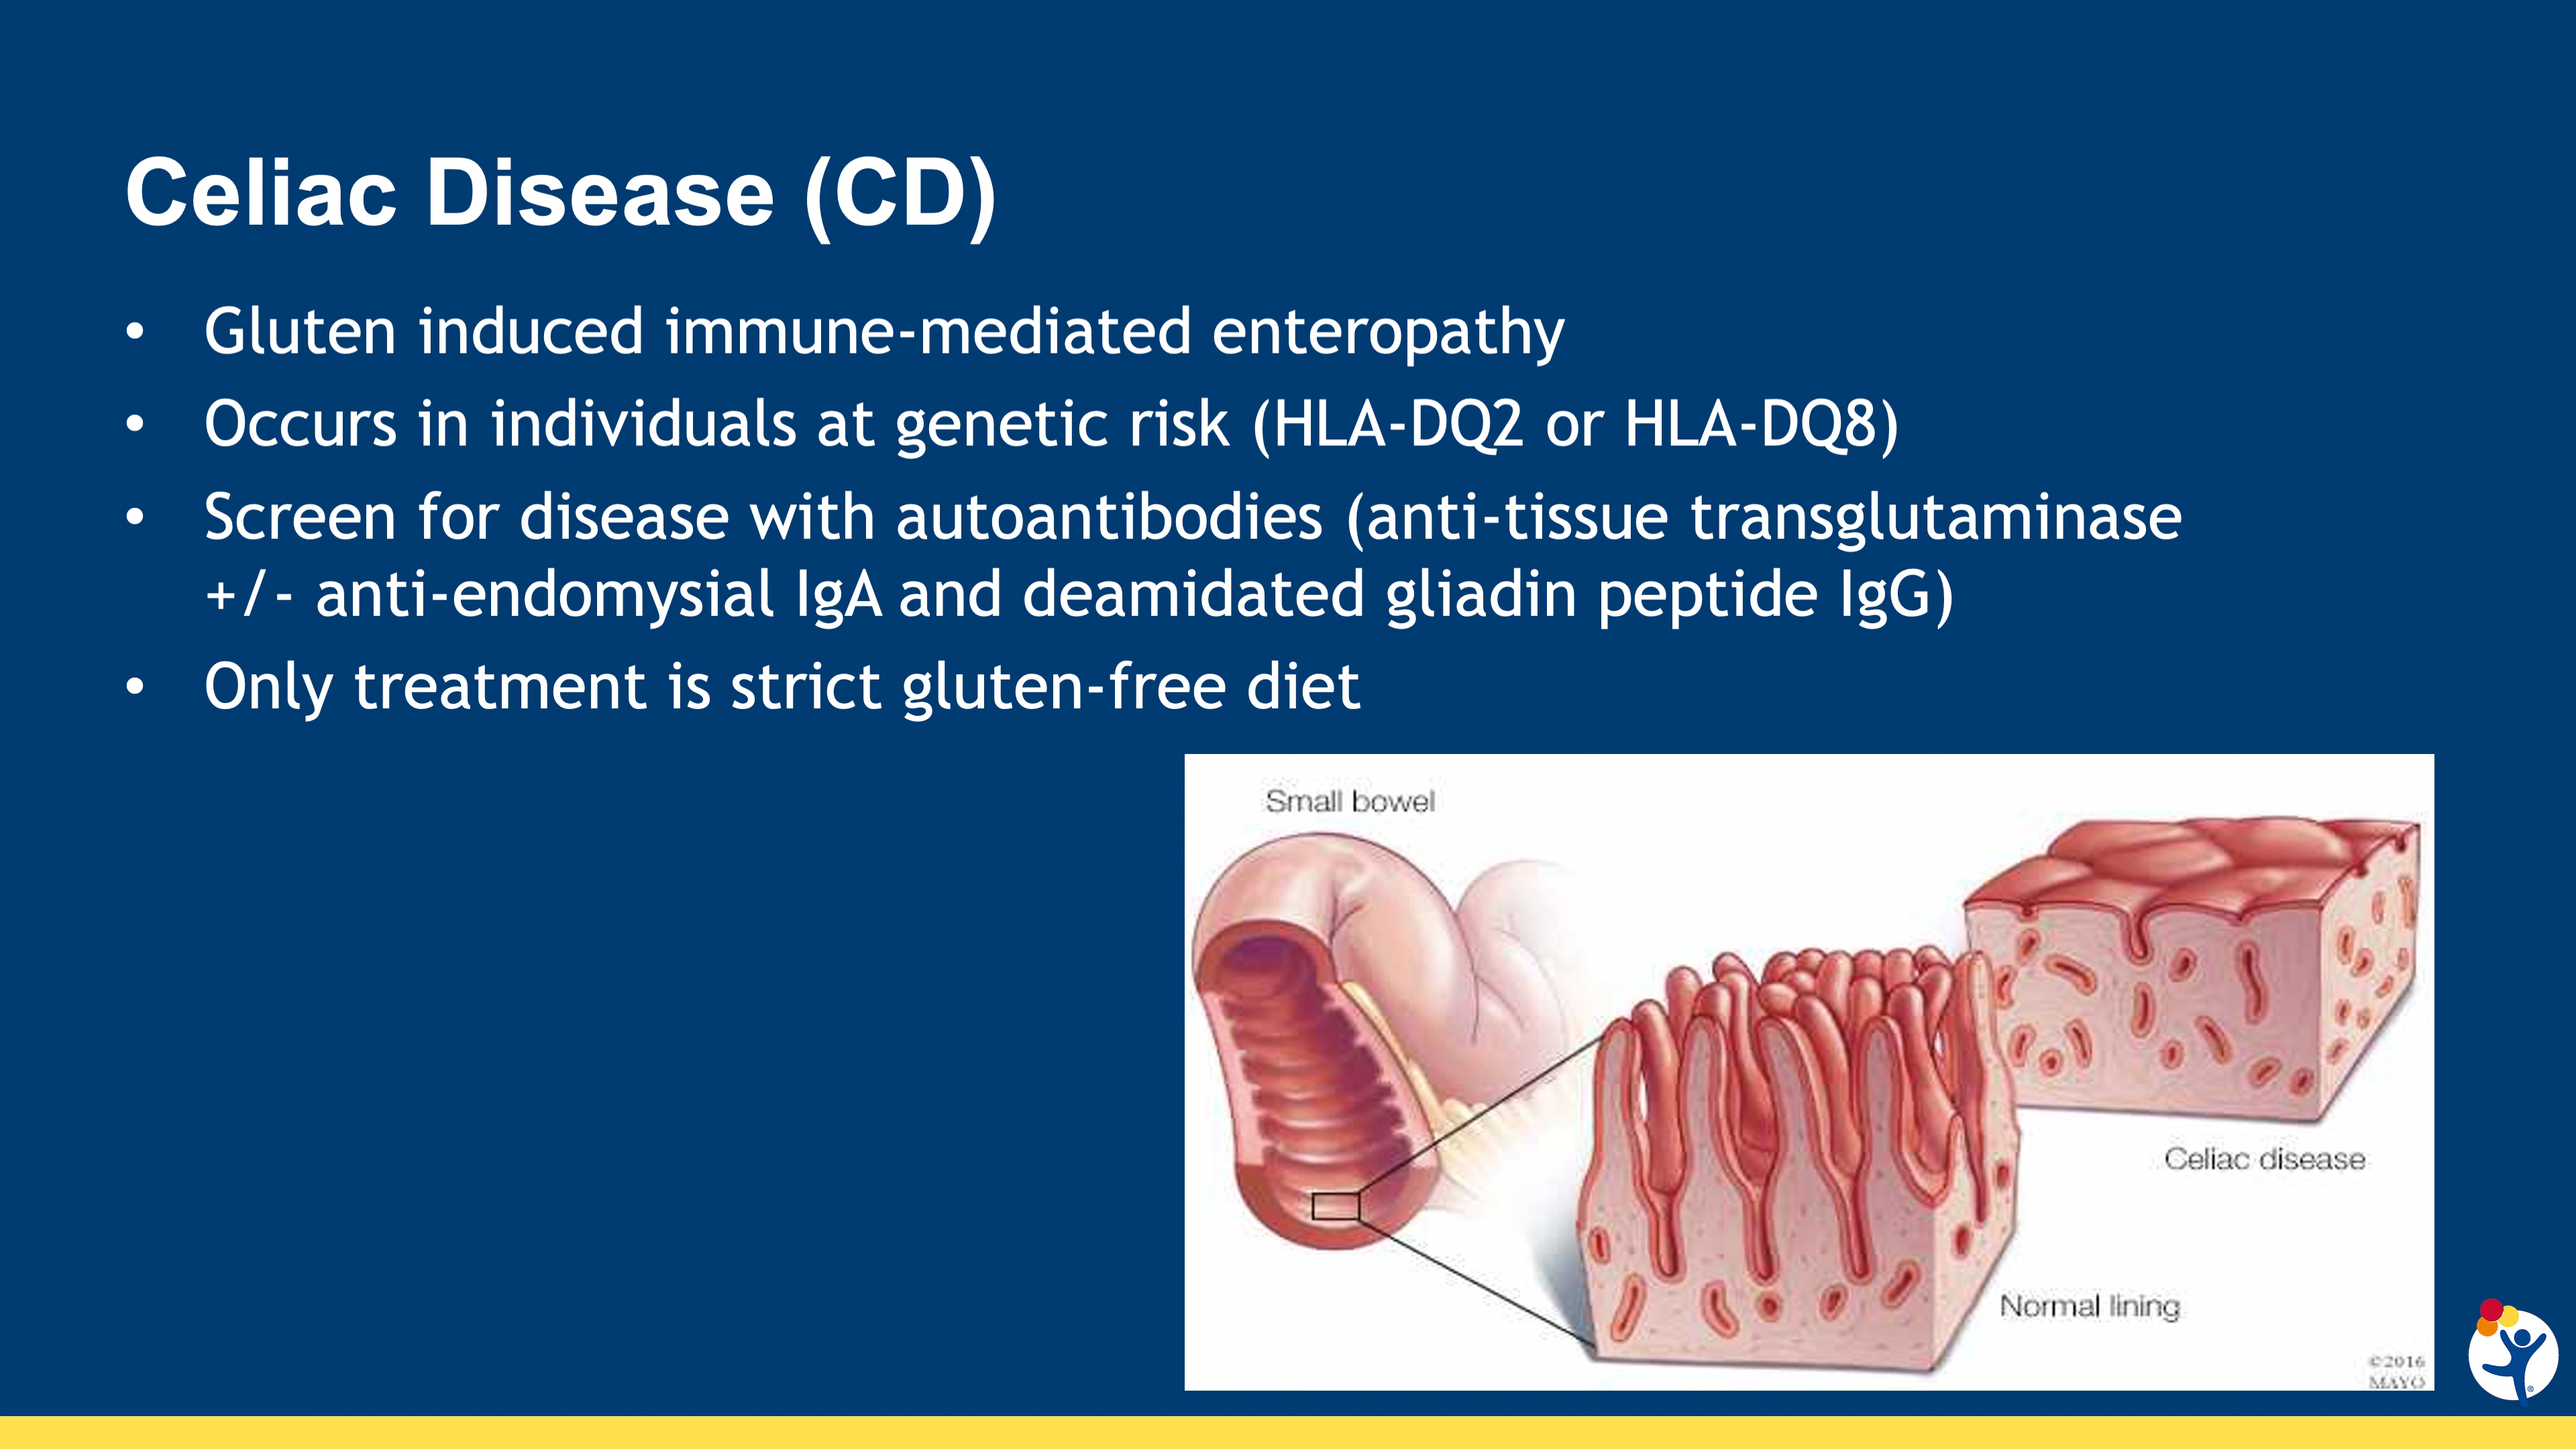 Celiac Disease (CD)
• Gluten induced immune-mediated enteropathy
• Occurs in individuals at genetic risk (HLA-DQ2 or HLA-DQ8)
• Screen for disease with autoantibodies (anti-tissue transglutaminase
+/- anti-endomysial IgA and deamidated gliadin peptide IgG)
• Only treatment is strict gluten-free diet
Small bowel
Celiac disease
Normal lining
©2016
MAYO
®